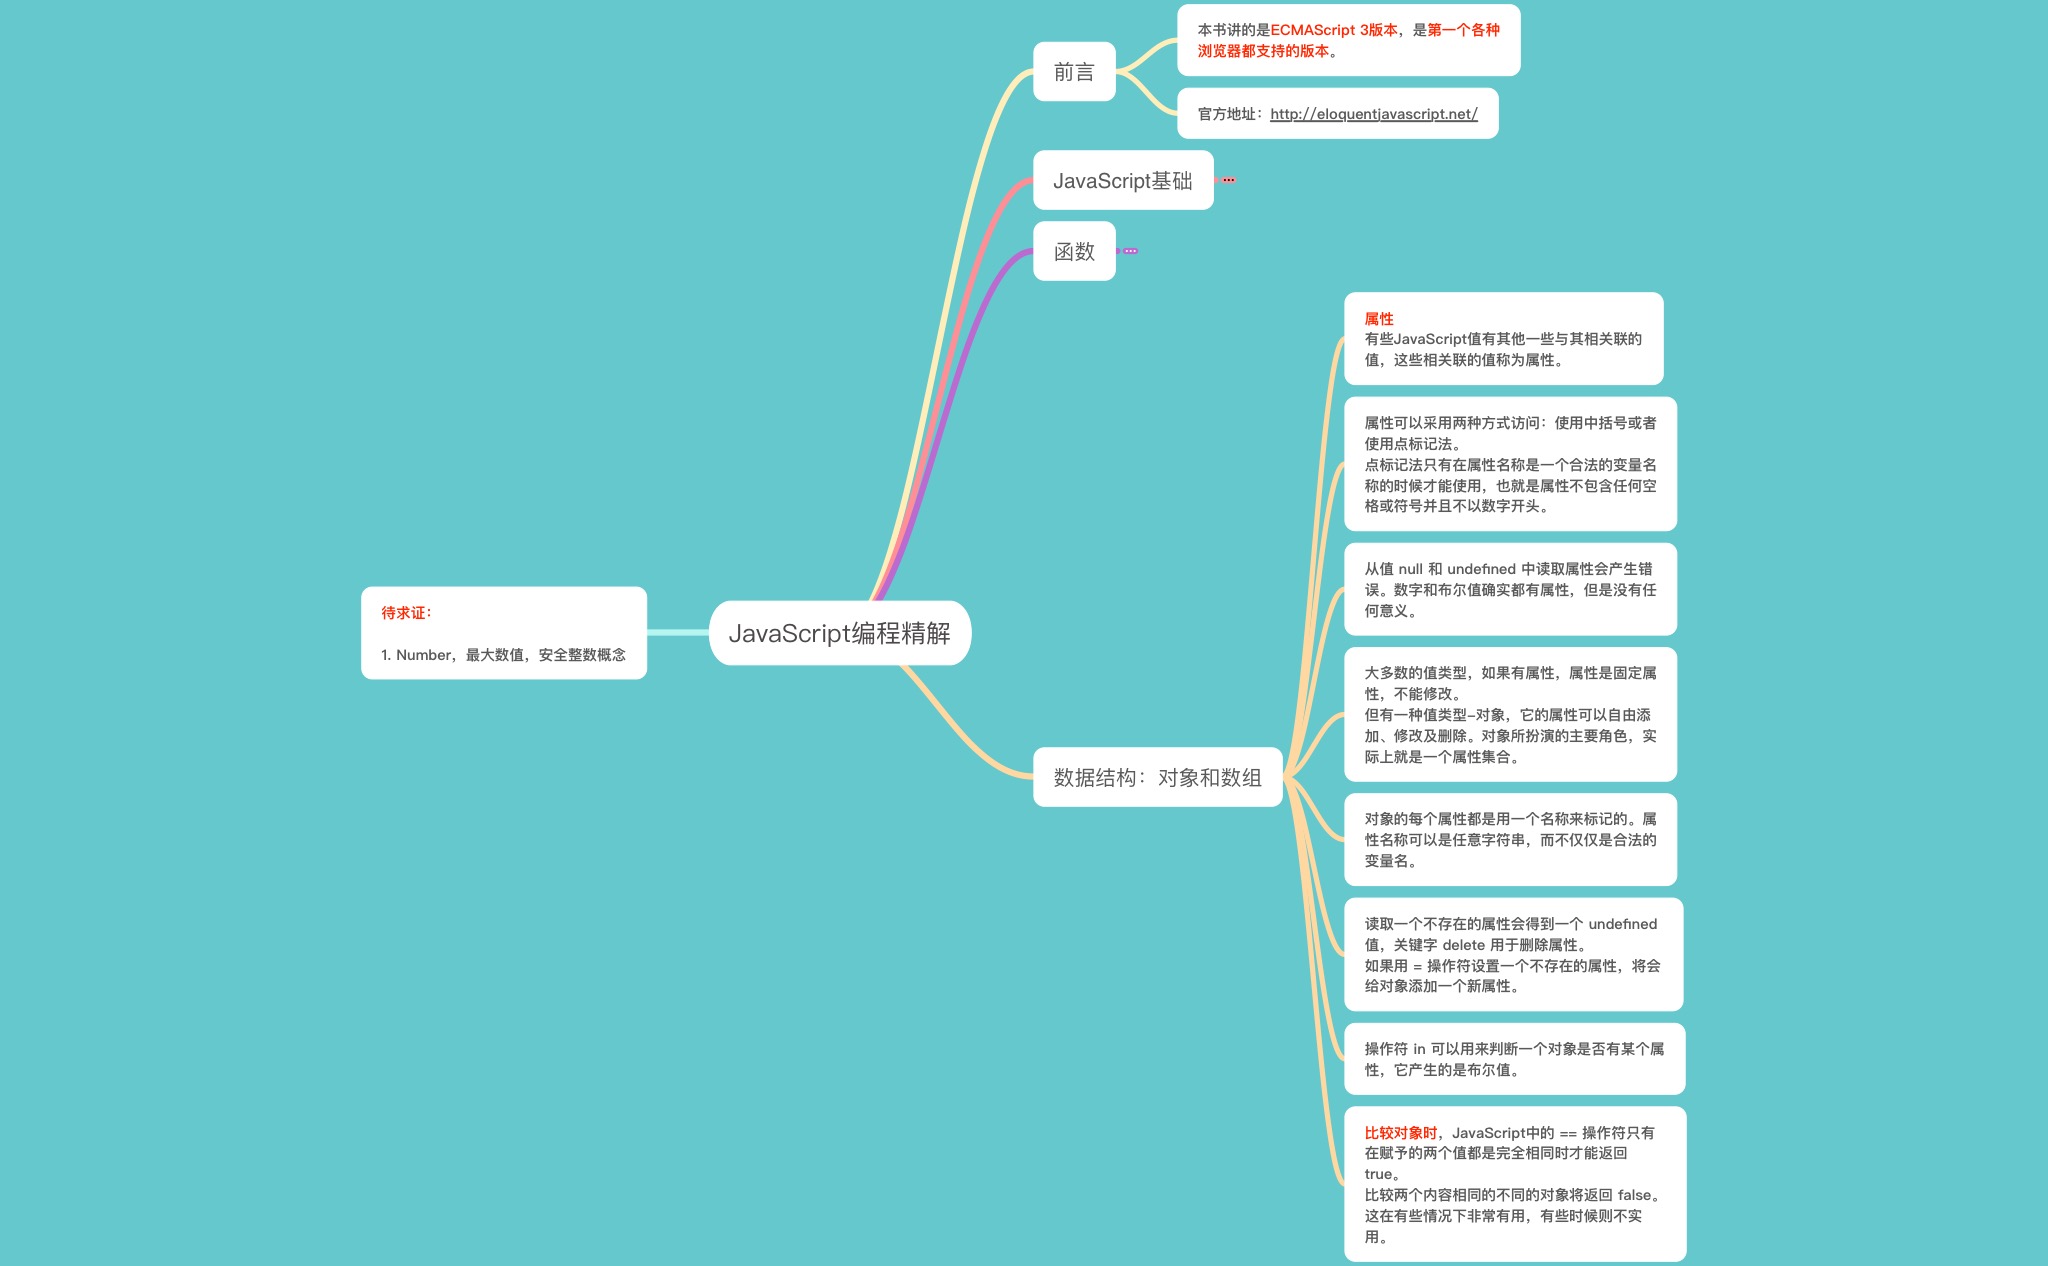 本书讲的是ECMAScript 3版本，是第一个各种
浏览器都支持的版本。
前言
官方地址：http://eloquentjavascript.net/
JavaScript基础
函数
属性
有些JavaScript值有其他一些与其相关联的
值，这些相关联的值称为属性。
属性可以采用两种方式访问：使用中括号或者
使用点标记法。
点标记法只有在属性名称是一个合法的变量名
称的时候才能使用，也就是属性不包含任何空
格或符号并且不以数字开头。
从值 null 和 undefined 中读取属性会产生错
误。数字和布尔值确实都有属性，但是没有任
何意义。
待求证：
1. Number，最大数值，安全整数概念
JavaScript编程精解
大多数的值类型，如果有属性，属性是固定属
性，不能修改。
但有一种值类型-对象，它的属性可以自由添
加、修改及删除。对象所扮演的主要角色，实
际上就是一个属性集合。
数据结构：对象和数组
对象的每个属性都是用一个名称来标记的。属
性名称可以是任意字符串，而不仅仅是合法的
变量名。
读取一个不存在的属性会得到一个 undefined
值，关键字 delete 用于删除属性。
如果用 = 操作符设置一个不存在的属性，将会
给对象添加一个新属性。
操作符 in 可以用来判断一个对象是否有某个属
性，它产生的是布尔值。
比较对象时，JavaScript中的 == 操作符只有
在赋予的两个值都是完全相同时才能返回
true。
比较两个内容相同的不同的对象将返回 false。
这在有些情况下非常有用，有些时候则不实
用。